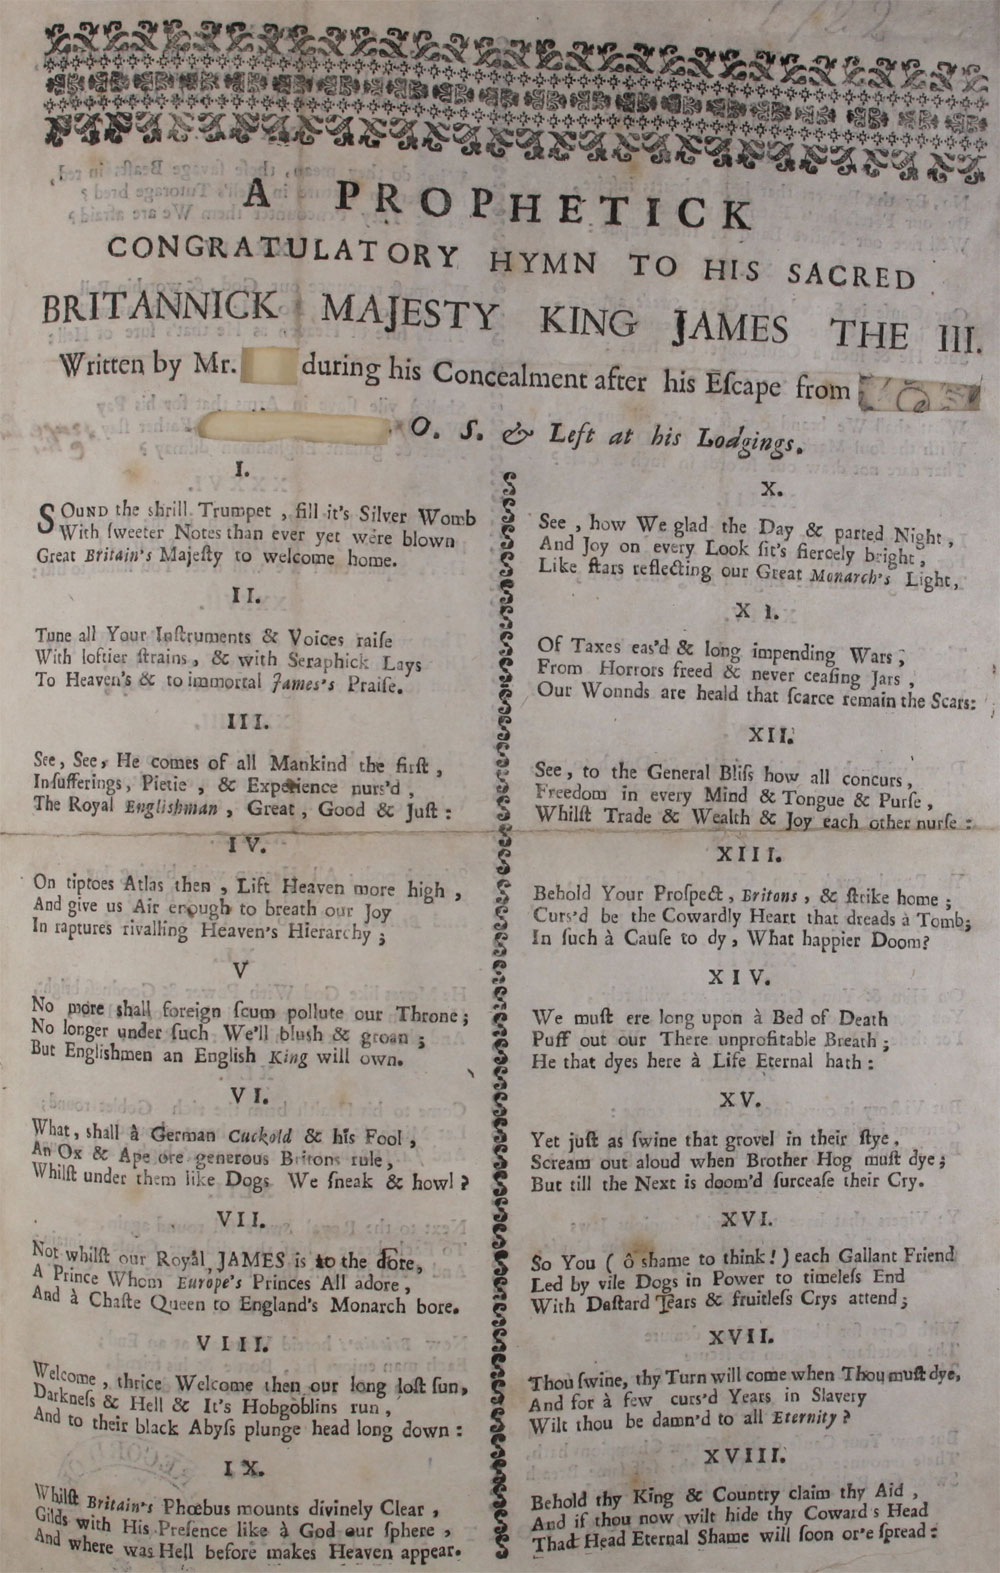 A PROPHETICK
CONGRATULATORY HYMN TO HIS SACRED
BRITANNICK MAJESTY KING JAMES THE III.
Written by Mr. during his Concealment after his Eſcape from
O. S. & Left at his Lodgings.
I.
SOUND the shrill Trumpet , fill it's Silver Womb
With ſweeter Notes than ever yet were blown
Great Britain's Majeſty to welcome home.
II.
Tune all Your Inſtruments & Voices raiſe
With loftier ſtrains, & with Seraphick Lays
To Heaven's & to immortal James's Praiſe.
III.
See, See, He comes of all Mankind the firſt ,
Inſufferings, Pietie , & Experience nurs'd ,
The Royal Englishman , Great , Good & Juſt :
IV.
On tiptoes Atlas then , Lift Heaven more high ,
And give us Air enough to breath our Joy
In raptures rivalling Heaven's Hierarchy ;
V
No more shall foreign ſcum pollute our Throne ;
No longer under ſuch We'll blush & groan ;
But Englishmen an English King will own.
VI.
What, shall à German Cuckold & his Fool ,
An Ox & Ape ore generous Britons rule,
Whilſt under them like Dogs We ſneak & howl ?
VII.
Not whilſt our Royal JAMES is to the fore,
A Prince Whom Europe's Princes All adore ,
And à Chaſte Queen to England's Monarch bore.
VIII.
Welcome , thrice Welcome then our long loſt ſun,
Darkneſs & Hell & It's Hobgoblins run ,
And to their black Abyſs plunge head long down :
IX.
Whilſt Britain's Phœbus mounts divinely Clear ,
Gilds with His Preſence like à God our ſphere ,
And where was Hell before makes Heaven appear.
X.
See , how We glad the Day & parted Night ,
And Joy on every Look ſit's fiercely bright ,
Like ſtars reflecting our Great Monarch's Light,
XI.
Of Taxes eas'd & long impending Wars ,
From Horrors freed & never ceaſing Jars ,
Our Wonnds are heald that ſcarce remain the Scars:
XII.
See, to the General Bliſs how all concurs ,
Freedom in every Mind & Tongue & Purſe ,
Whilſt Trade & Wealth & Joy each other nurſe :
XIII.
Behold Your Proſpect , Britons , & ſtrike home ;
Curs'd be the Cowardly Heart that dreads à Tomb;
In ſuch à Cauſe to dy , What happier Doom?
XIV.
We muſt ere long upon à Bed of Death
Puff out our There unprofitable Breath ;
He that dyes here à Life Eternal hath :
XV.
Yet juſt as ſwine that grovel in their ſtye ,
Scream out aloud when Brother Hog muſt dye ;
But till the Next is doom'd ſurceaſe their Cry.
XVI.
So You ( ô shame to think! ) each Gallant Friend
Led by vile Dogs in Power to timeleſs End
With Daſtard Tears & fruitleſs Crys attend ;
XVII.
Thou ſwine, thy Turn will come when Thou muſt dye,
And for à few curs'd Years in Slavery
Wilt thou be damn'd to all Eternity ?
XVIII.
Behold thy King & Country claim thy Aid ,
And if thou now wilt hide thy Coward s Head
That Head Eternal Shame will ſoon or'e ſpread :